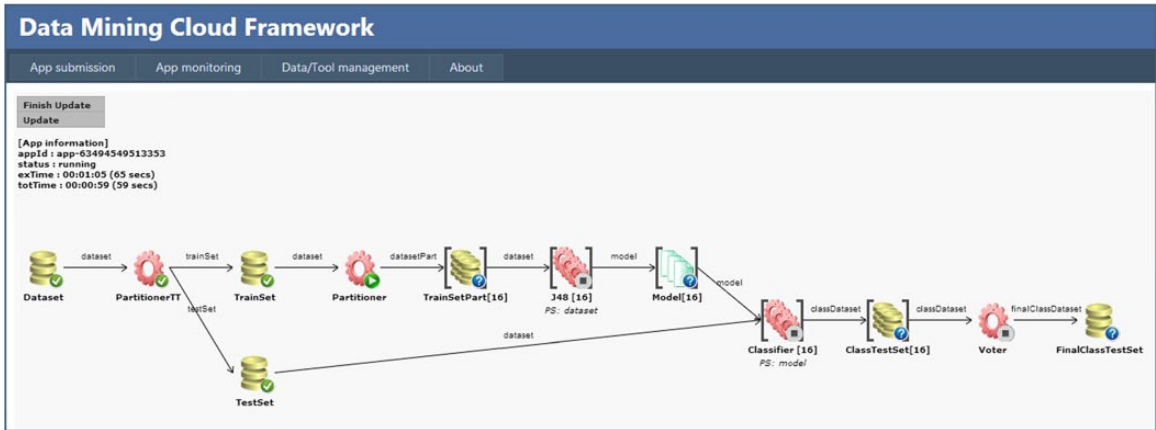 Data Mining Cloud Framework
App submission App monitoring Data/Tool management About
Finish Update
Update
[App information]
appId : app-63494549513353
status : running
exTime : 00:01:05 (65 secs)
totTime : 00:00:59 (59 secs)
dataset trainSet dataset datasetPart dataset model
Dataset PartitionerTT TrainSet Partitioner TrainSetPart[16] J48 [16] Model[16]
PS: dataset
testSet
model
dataset
classDataset classDataset finalClassDataset
Classifier [16] ClassTestSet[16] Voter FinalClassTestSet
PS: model
TestSet